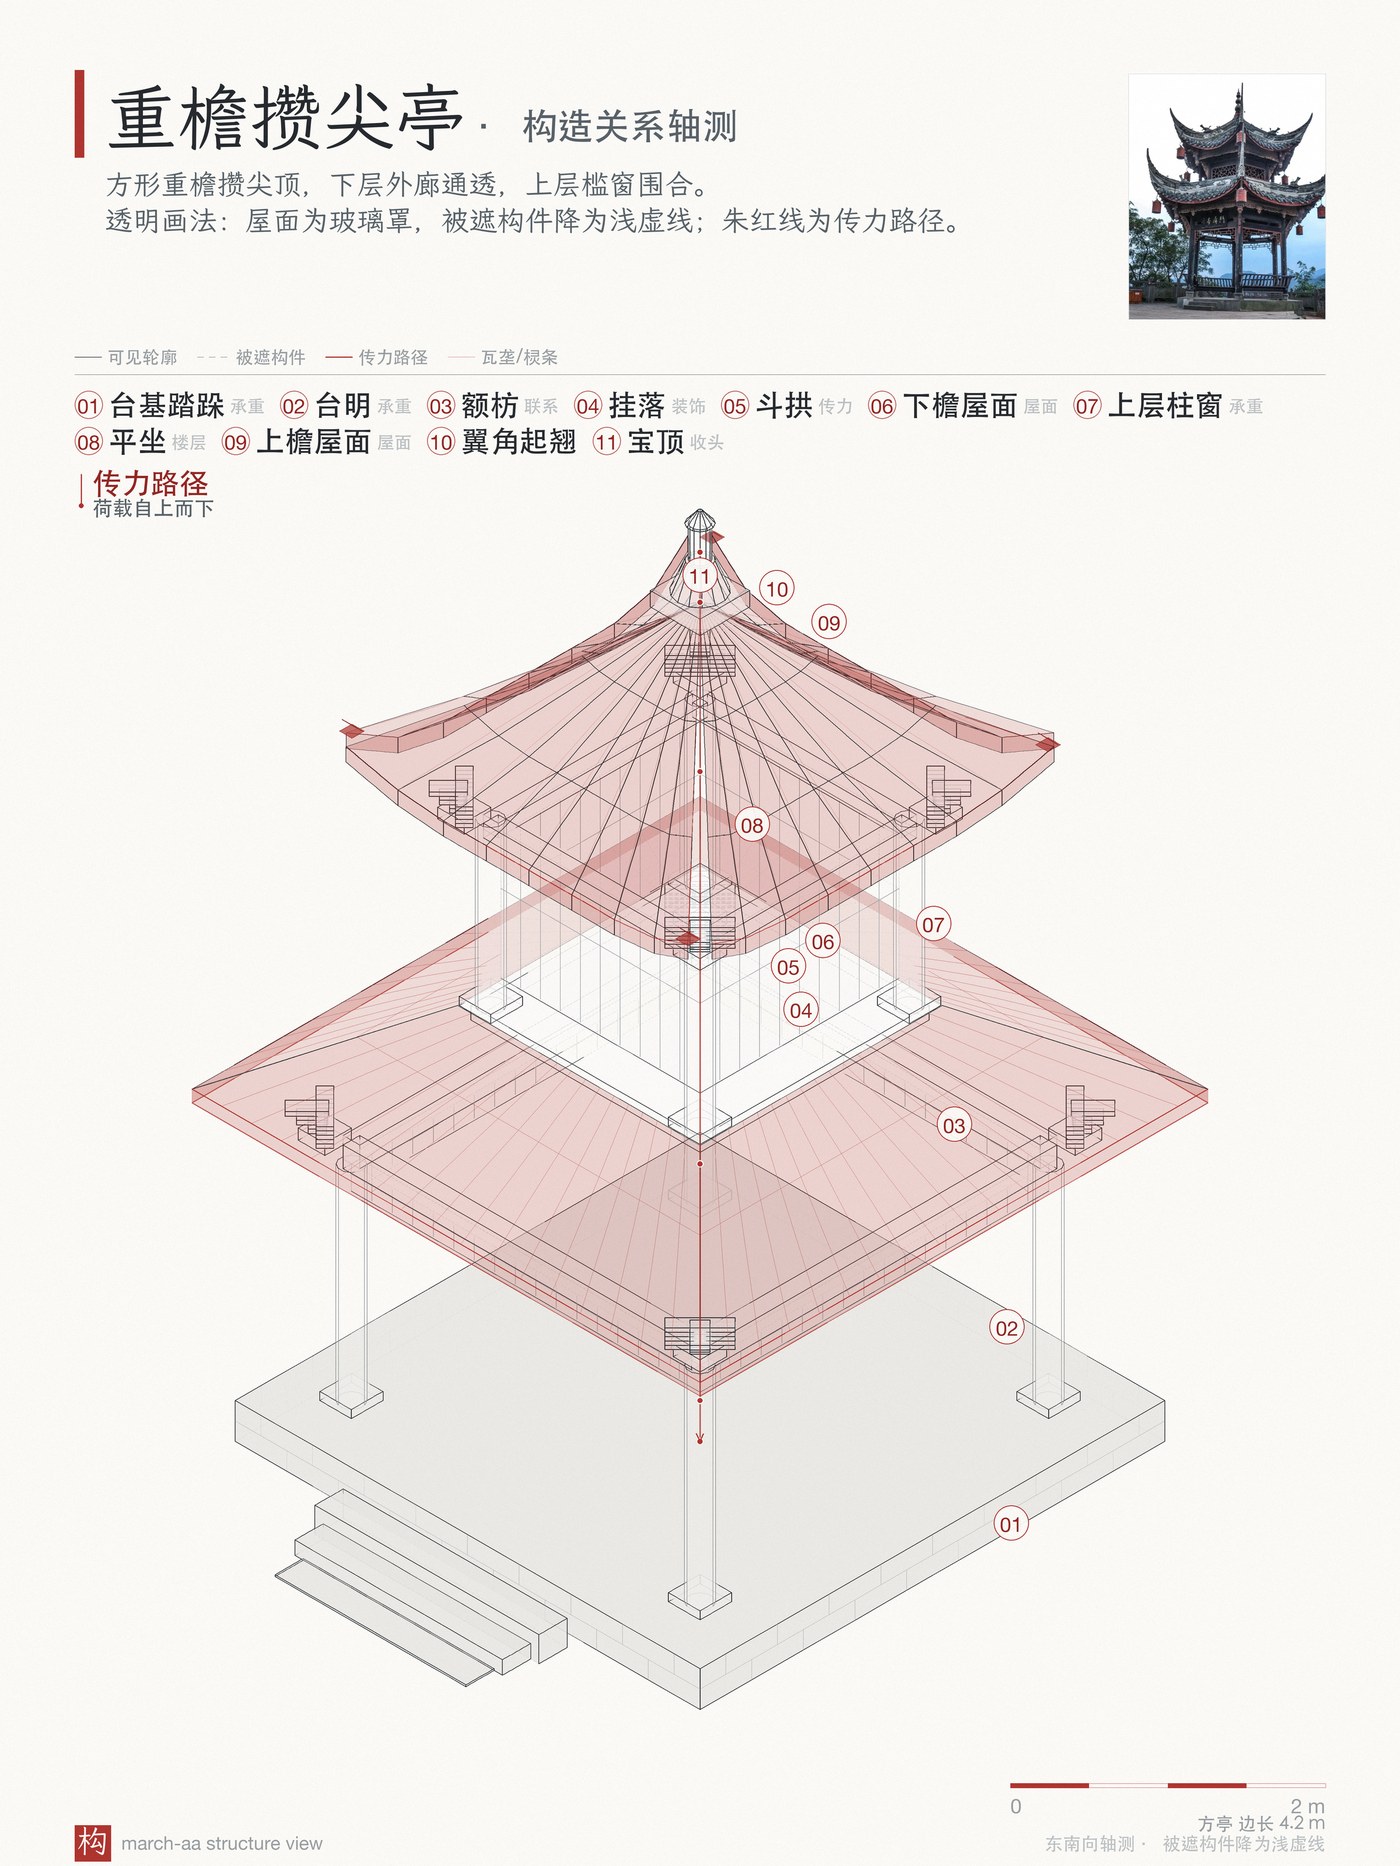 重檐攒尖亭 · 构造关系轴测
方形重檐攒尖顶，下层外廊通透，上层槛窗围合。
透明画法：屋面为玻璃罩，被遮构件降为浅虚线；朱红线为传力路径。
可见轮廓 被遮构件 传力路径 瓦垄/棂条
01 台基踏跺 承重 02 台明 承重 03 额枋 联系 04 挂落 装饰 05 斗拱 传力 06 下檐屋面 屋面 07 上层柱窗 承重
08 平坐 楼层 09 上檐屋面 屋面 10 翼角起翘 11 宝顶 收头
传力路径
荷载自上而下
11
10
09
08
07
06
05
04
03
02
01
0 2 m
方亭 边长 4.2 m
东南向轴测 · 被遮构件降为浅虚线
构 march-aa structure view